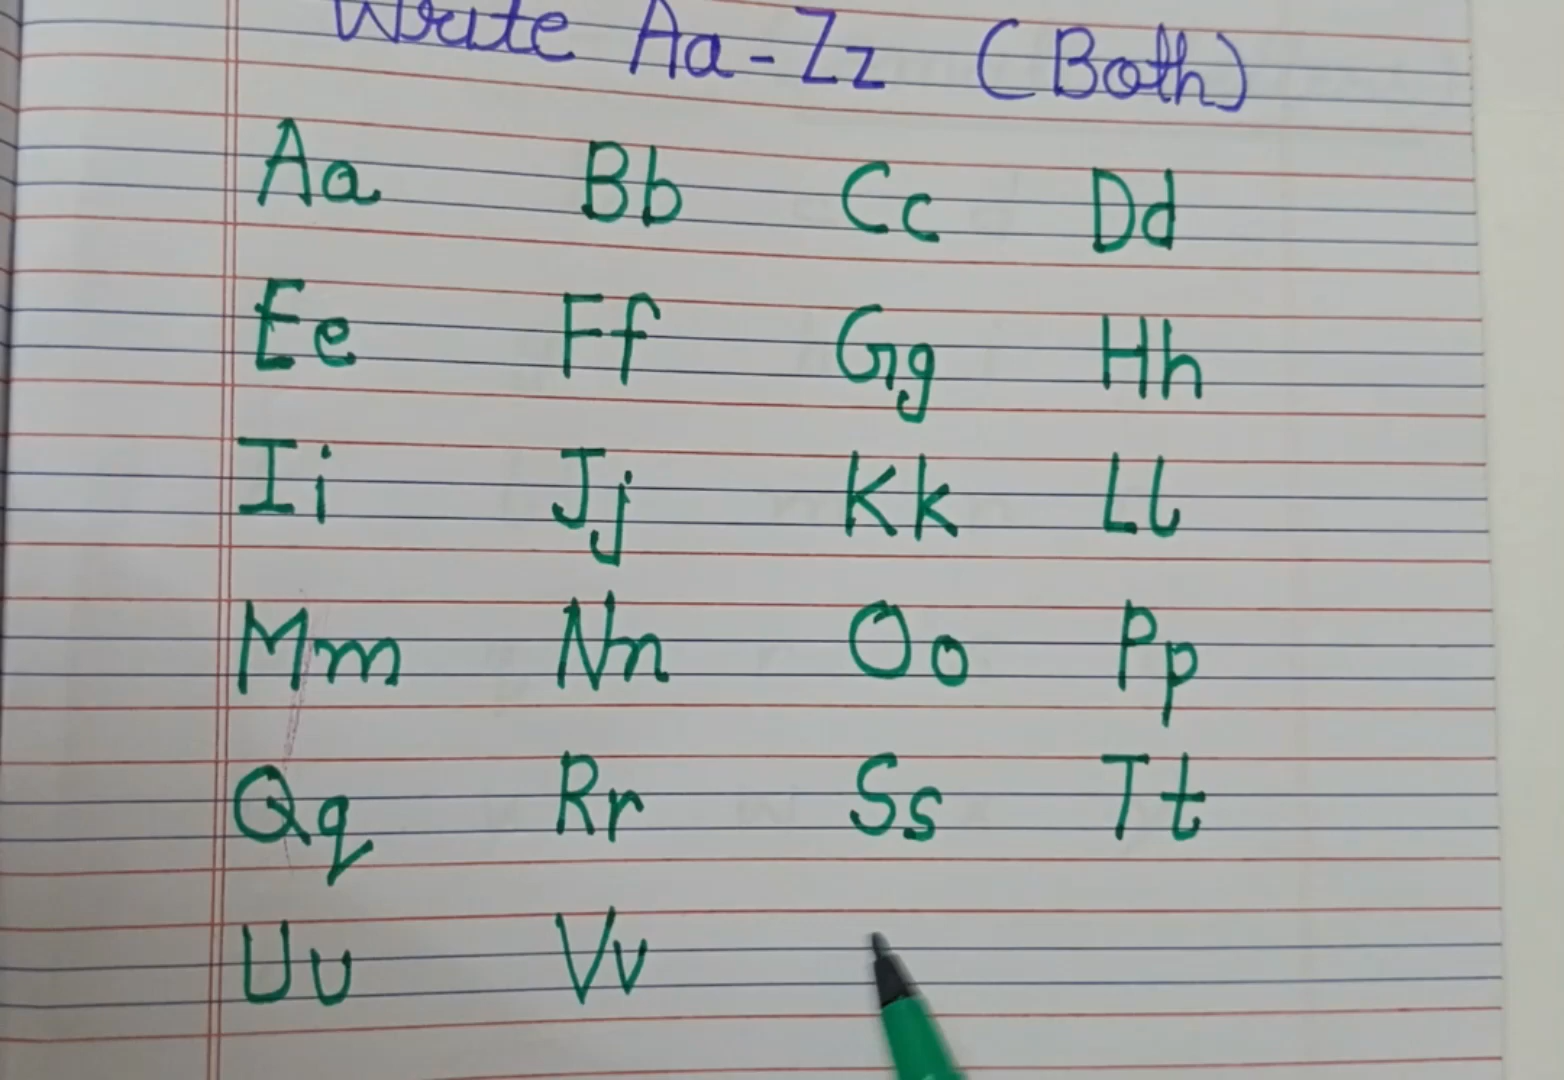 Write Aa-Zz (Both)
Aa Bb Cc Dd
Ee Ff Gg Hh
Ii Jj Kk Ll
Mm Nn Oo Pp
Qq Rr Ss Tt
Uu Vv